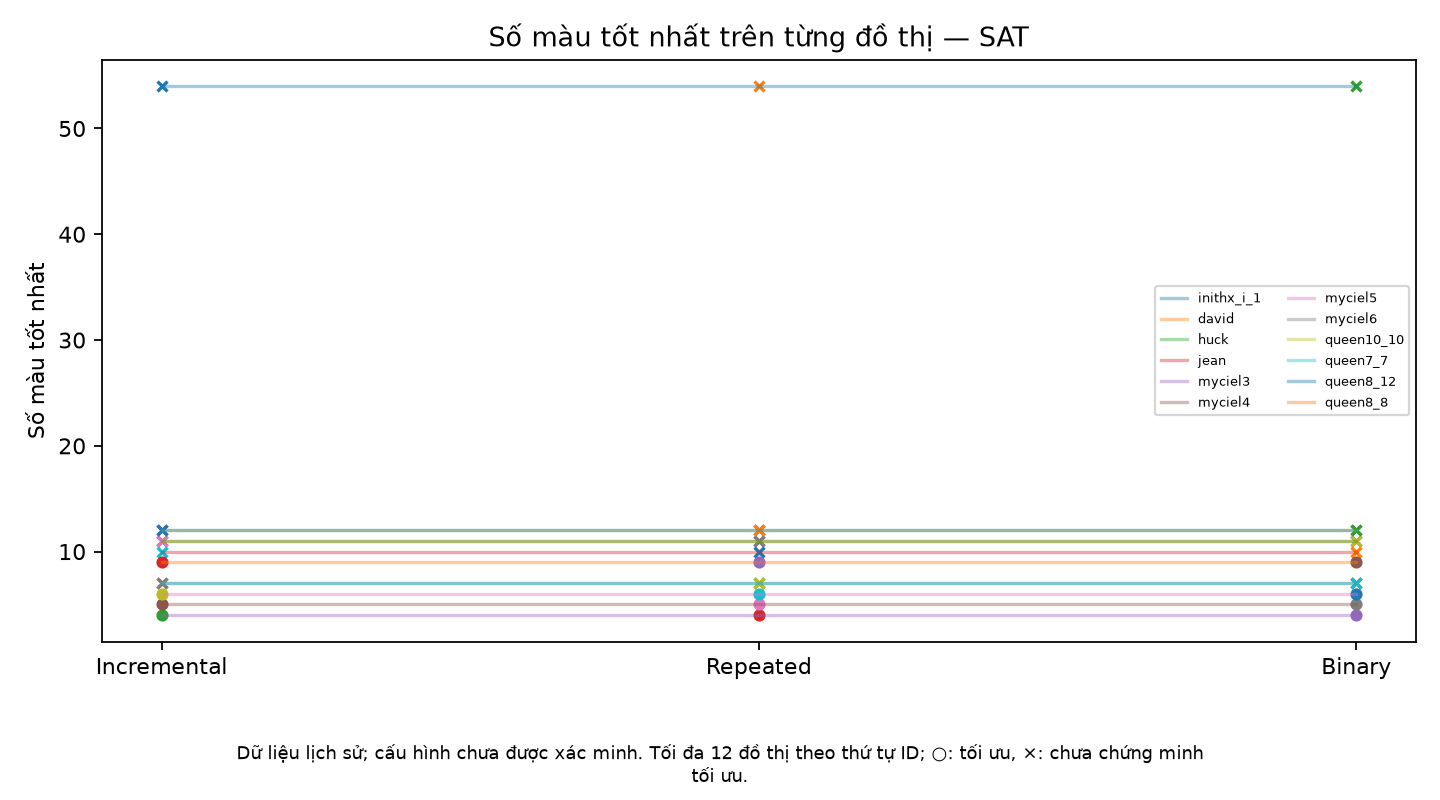 Số màu tốt nhất trên từng đồ thị — SAT
Số màu tốt nhất
50
40
30
20
10
inithx_i_1
david
huck
jean
myciel3
myciel4
myciel5
myciel6
queen10_10
queen7_7
queen8_12
queen8_8
Incremental
Repeated
Binary
Dữ liệu lịch sử; cấu hình chưa được xác minh. Tối đa 12 đồ thị theo thứ tự ID; ○: tối ưu, ×: chưa chứng minh
tối ưu.